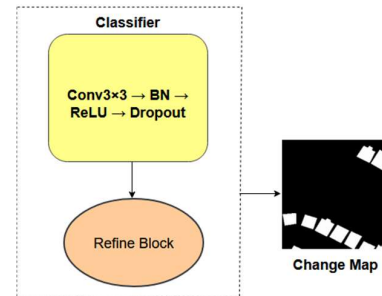 Classifier
Conv3×3 → BN →
ReLU → Dropout
Refine Block
Change Map